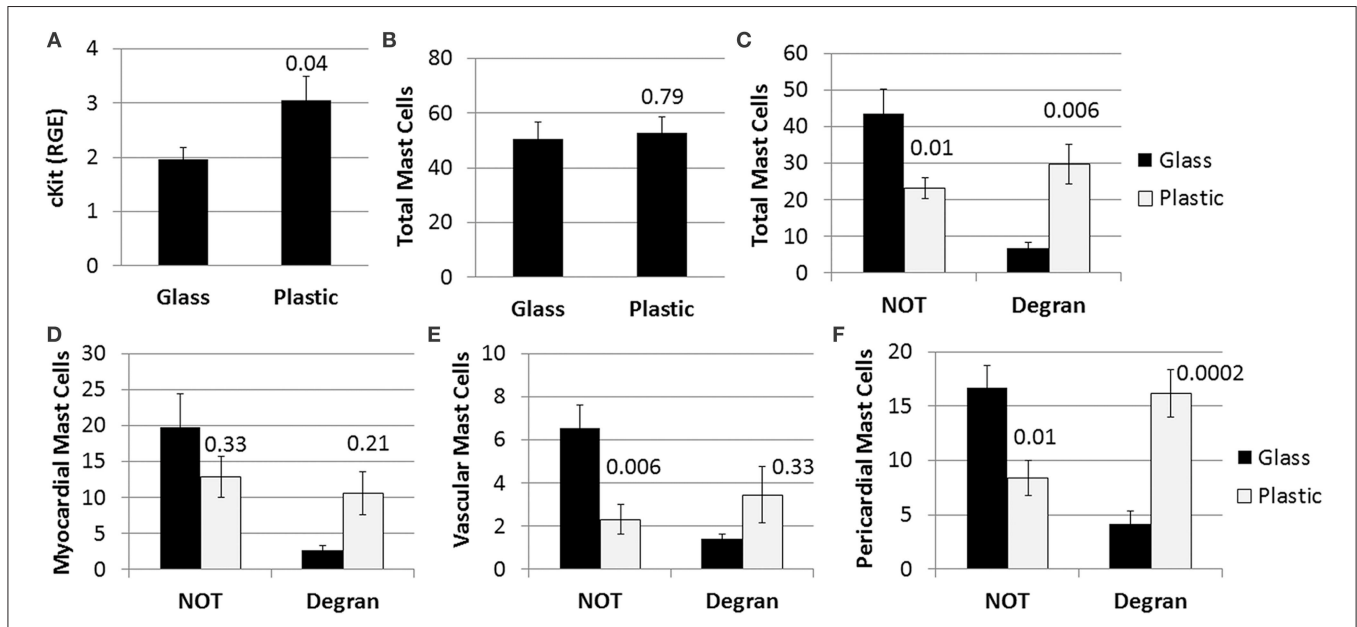 A
cKit (RGE)
4
3
2
1
0
0.04
Glass Plastic
B
Total Mast Cells
80
60
40
20
0
0.79
Glass Plastic
C
Total Mast Cells
60
50
40
30
20
10
0
0.01
0.006
NOT Degran
Glass
Plastic
D
Myocardial Mast Cells
30
25
20
15
10
5
0
0.33
0.21
NOT Degran
E
Vascular Mast Cells
10
8
6
4
2
0
0.006
0.33
NOT Degran
F
Pericardial Mast Cells
20
15
10
5
0
0.01
0.0002
NOT Degran
Glass
Plastic